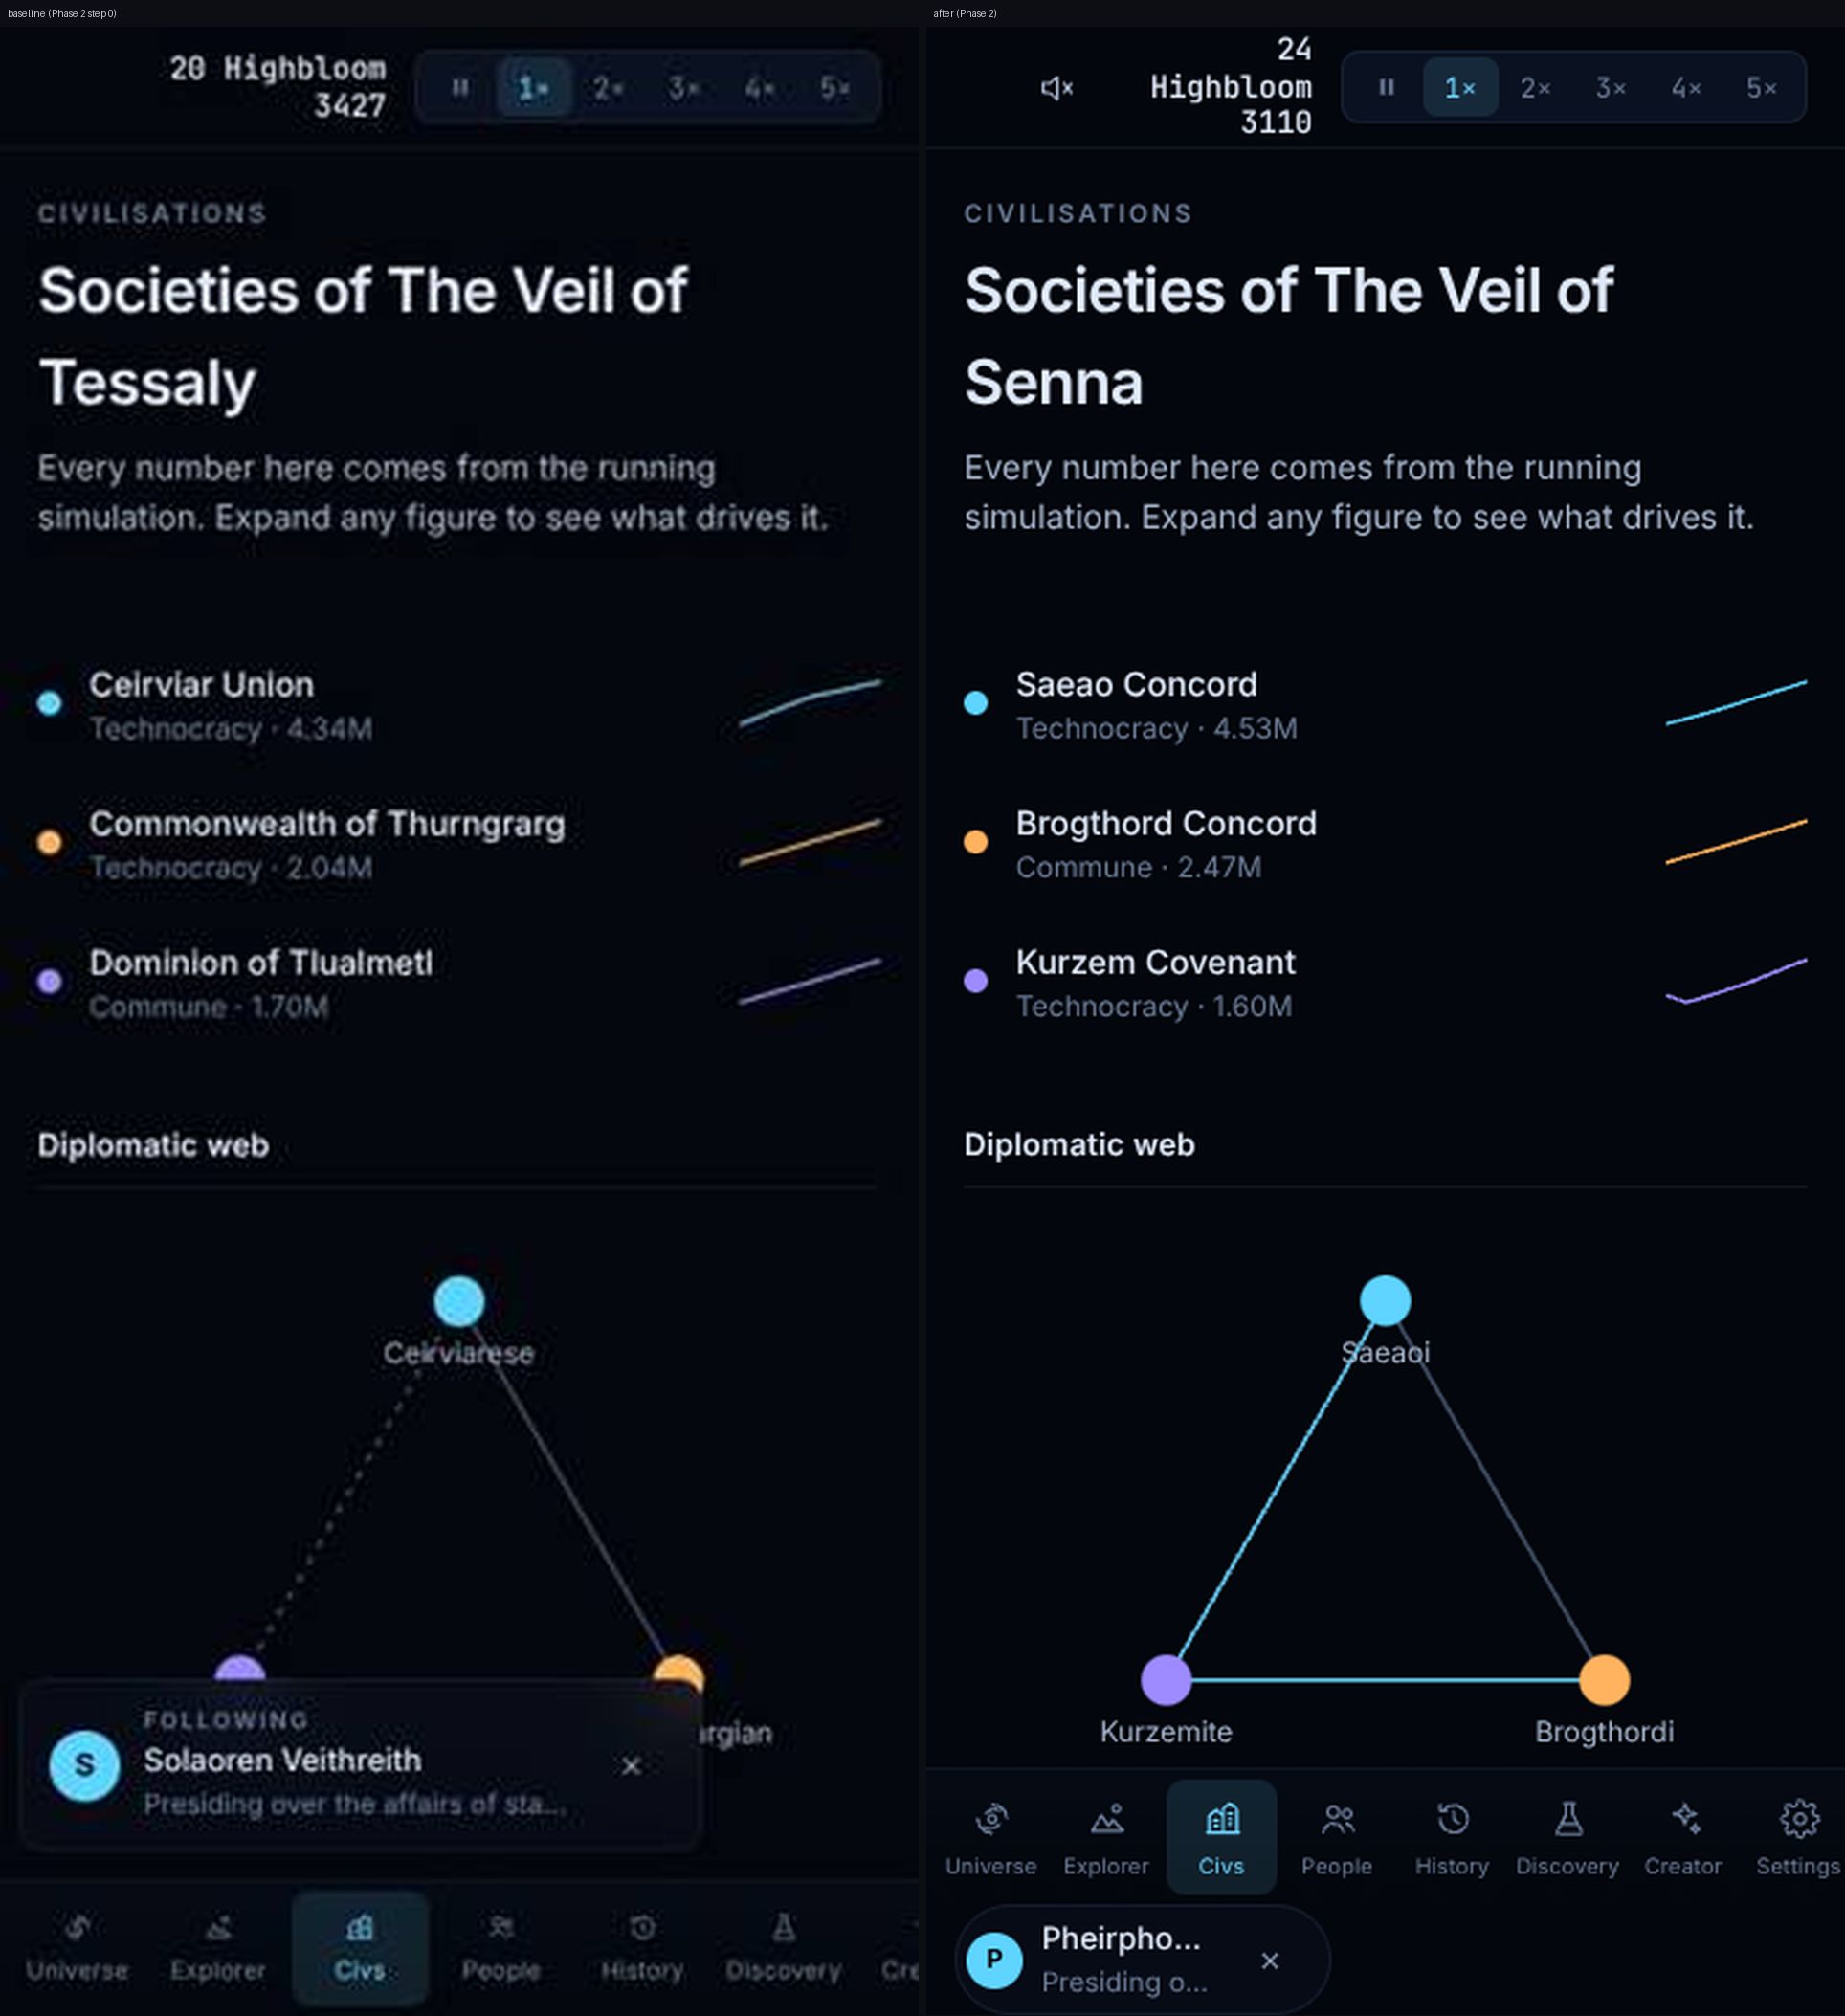 baseline (Phase 2 step 0)
20 Highbloom
3427
1× 2× 3× 4× 5×
CIVILISATIONS
Societies of The Veil of
Tessaly
Every number here comes from the running
simulation. Expand any figure to see what drives it.
Ceirviar Union
Technocracy · 4.34M
Commonwealth of Thurngrarg
Technocracy · 2.04M
Dominion of Tlualmetl
Commune · 1.70M
Diplomatic web
Ceirviarese
rgian
FOLLOWING
S
Solaoren Veithreith
Presiding over the affairs of sta...
Universe Explorer Civs People History Discovery Cre
after (Phase 2)
24
Highbloom
3110
1× 2× 3× 4× 5×
CIVILISATIONS
Societies of The Veil of
Senna
Every number here comes from the running
simulation. Expand any figure to see what drives it.
Saeao Concord
Technocracy · 4.53M
Brogthord Concord
Commune · 2.47M
Kurzem Covenant
Technocracy · 1.60M
Diplomatic web
Saeaoi
Kurzemite Brogthordi
Universe Explorer Civs People History Discovery Creator Settings
P
Pheirpho...
Presiding o...